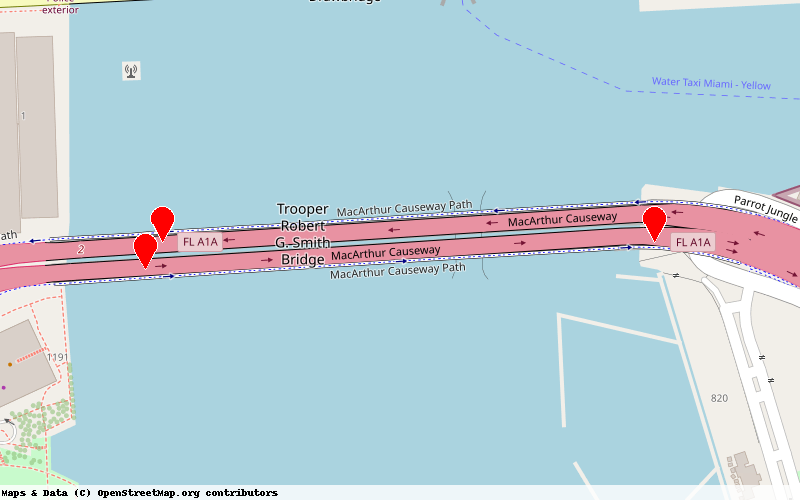 exterior
1
Water Taxi Miami - Yellow
Parrot Jungle
MacArthur Causeway Path
Trooper
Robert
G. Smith
Bridge
MacArthur Causeway
ath
2
FL A1A
FL A1A
MacArthur Causeway
MacArthur Causeway Path
1191
820
Maps & Data (C) OpenStreetMap.org contributors